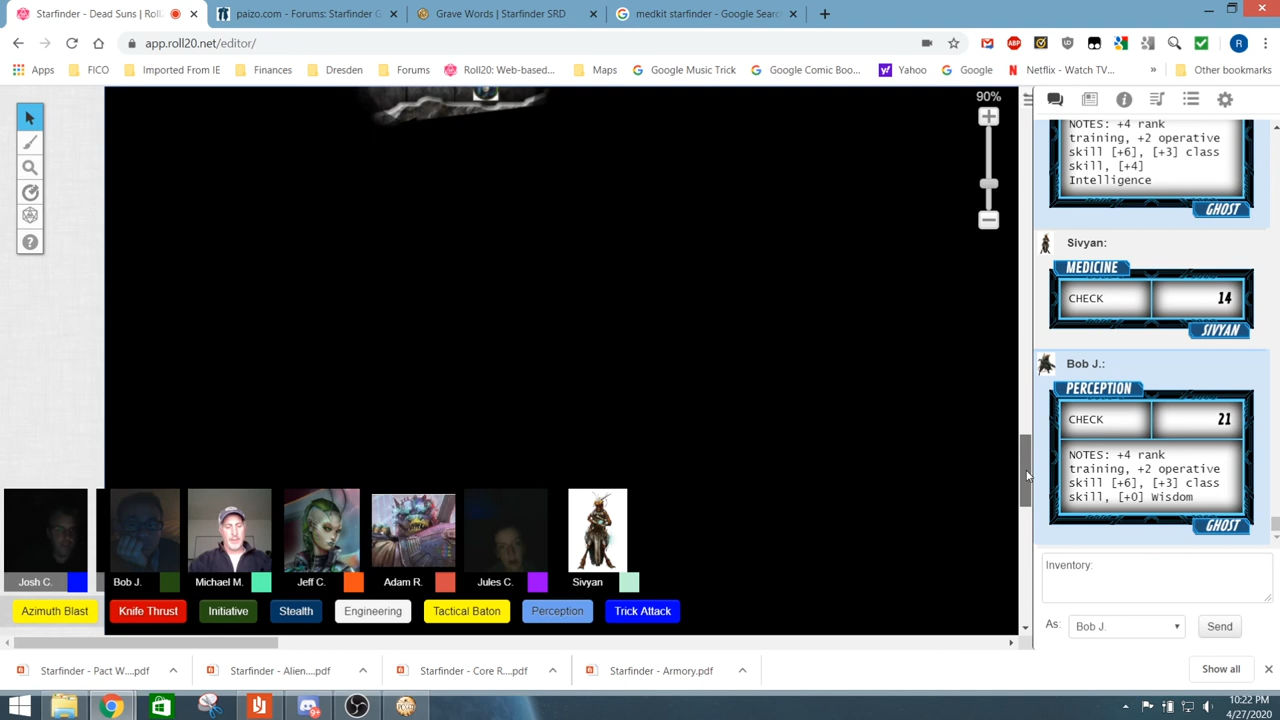 Starfinder - Dead Suns | Roll2
paizo.com - Forums: Starfinder G
Grave Words | Starfinder SRD
medkit starfinder - Google Searc
app.roll20.net/editor/
Apps
FICO
Imported From IE
Finances
Dresden
Forums
Roll20: Web-based...
Maps
Google Music Trick
Google Comic Boo...
Yahoo
Google
Netflix - Watch TV...
»
Other bookmarks
90%
NOTES: +4 rank
training, +2 operative
skill [+6], [+3] class
skill, [+4]
Intelligence
GHOST
Sivyan:
MEDICINE
CHECK 14
SIVYAN
Bob J.:
PERCEPTION
CHECK 21
NOTES: +4 rank
training, +2 operative
skill [+6], [+3] class
skill, [+0] Wisdom
GHOST
Josh C.
Bob J.
Michael M.
Jeff C.
Adam R.
Jules C.
Sivyan
Azimuth Blast
Knife Thrust
Initiative
Stealth
Engineering
Tactical Baton
Perception
Trick Attack
Inventory:
As: Bob J. Send
Starfinder - Pact W....pdf
Starfinder - Alien....pdf
Starfinder - Core R....pdf
Starfinder - Armory.pdf
Show all
10:22 PM
4/27/2020